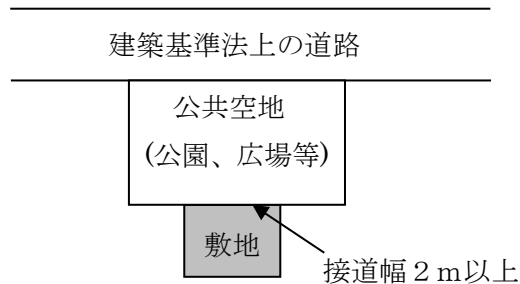 建築基準法上の道路
公共空地
(公園、広場等)
敷地
接道幅２ｍ以上